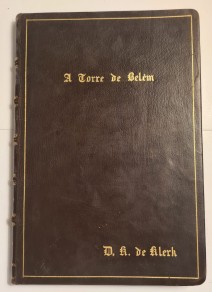 A Torre de Belém
D. K. de Klerk